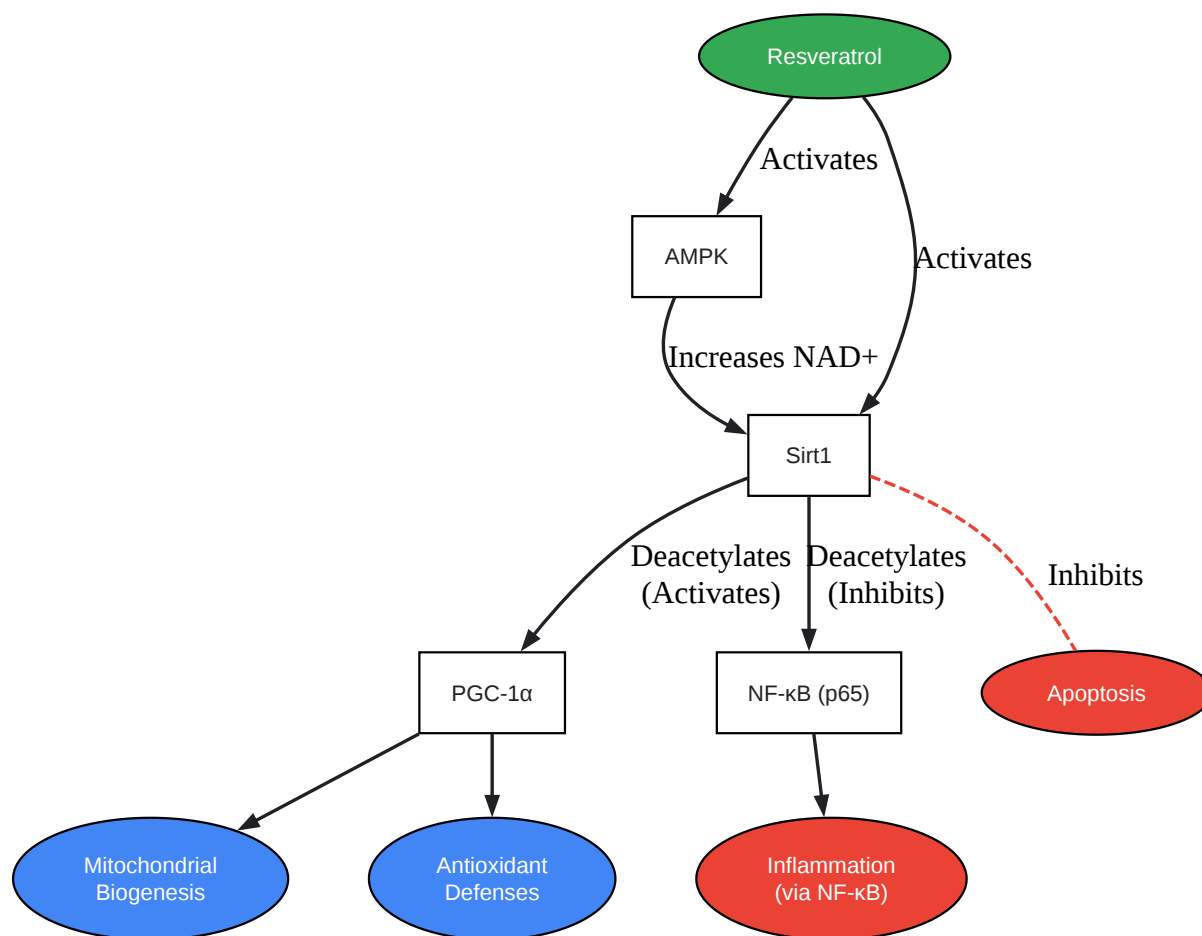 Resveratrol
Activates
AMPK
Activates
Increases NAD+
Sirt1
Deacetylates
(Activates)
Deacetylates
(Inhibits)
Inhibits
PGC-1α
NF-κB (p65)
Apoptosis
Mitochondrial
Biogenesis
Antioxidant
Defenses
Inflammation
(via NF-κB)